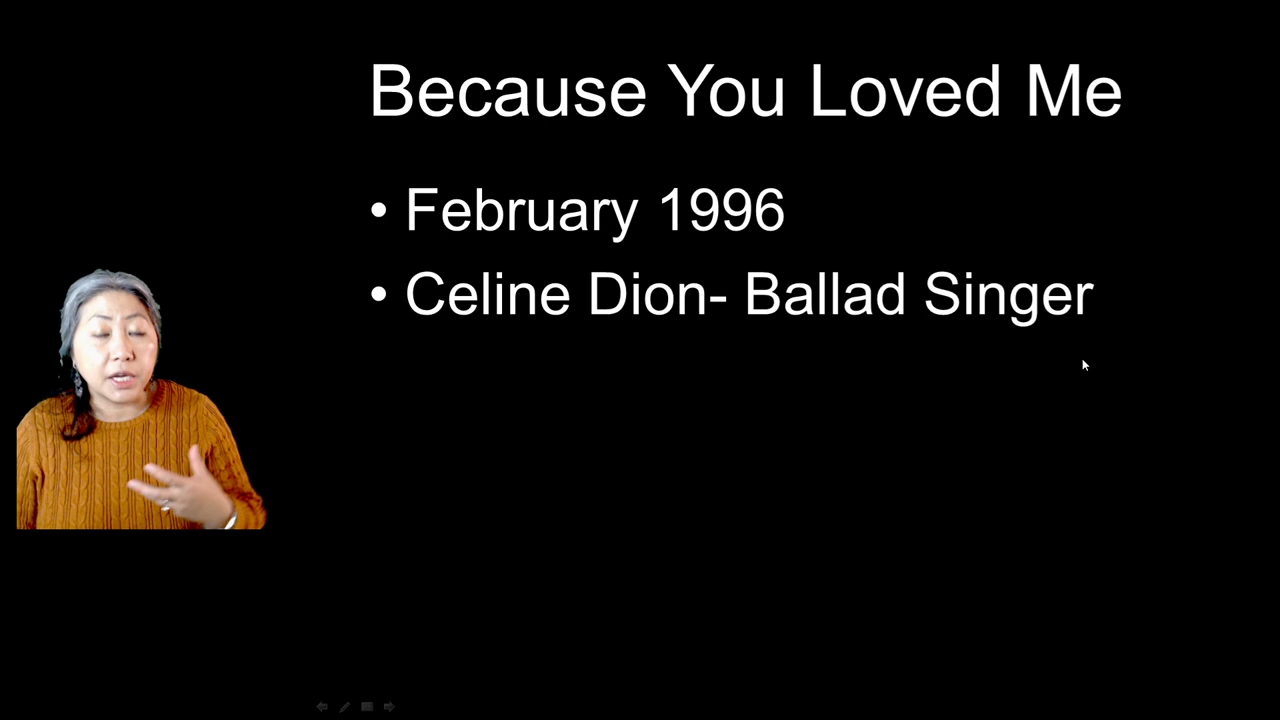 Because You Loved Me
• February 1996
• Celine Dion- Ballad Singer